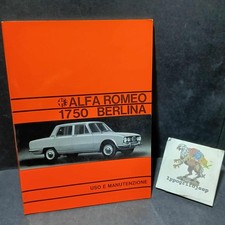 ALFA ROMEO
1750 BERLINA
USO E MANUTENZIONE